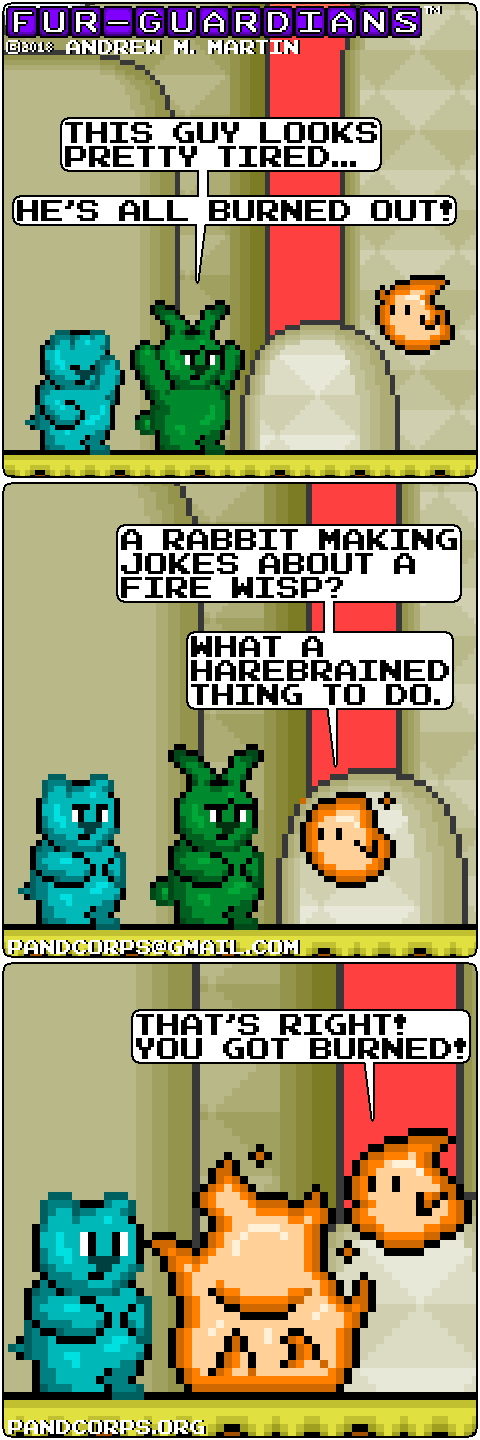 FUR-GUARDIANS™
©2018 ANDREW M. MARTIN
THIS GUY LOOKS
PRETTY TIRED...
HE'S ALL BURNED OUT!
A RABBIT MAKING
JOKES ABOUT A
FIRE WISP?
WHAT A
HAREBRAINED
THING TO DO.
PANDCORPS@GMAIL.COM
THAT'S RIGHT!
YOU GOT BURNED!
PANDCORPS.ORG